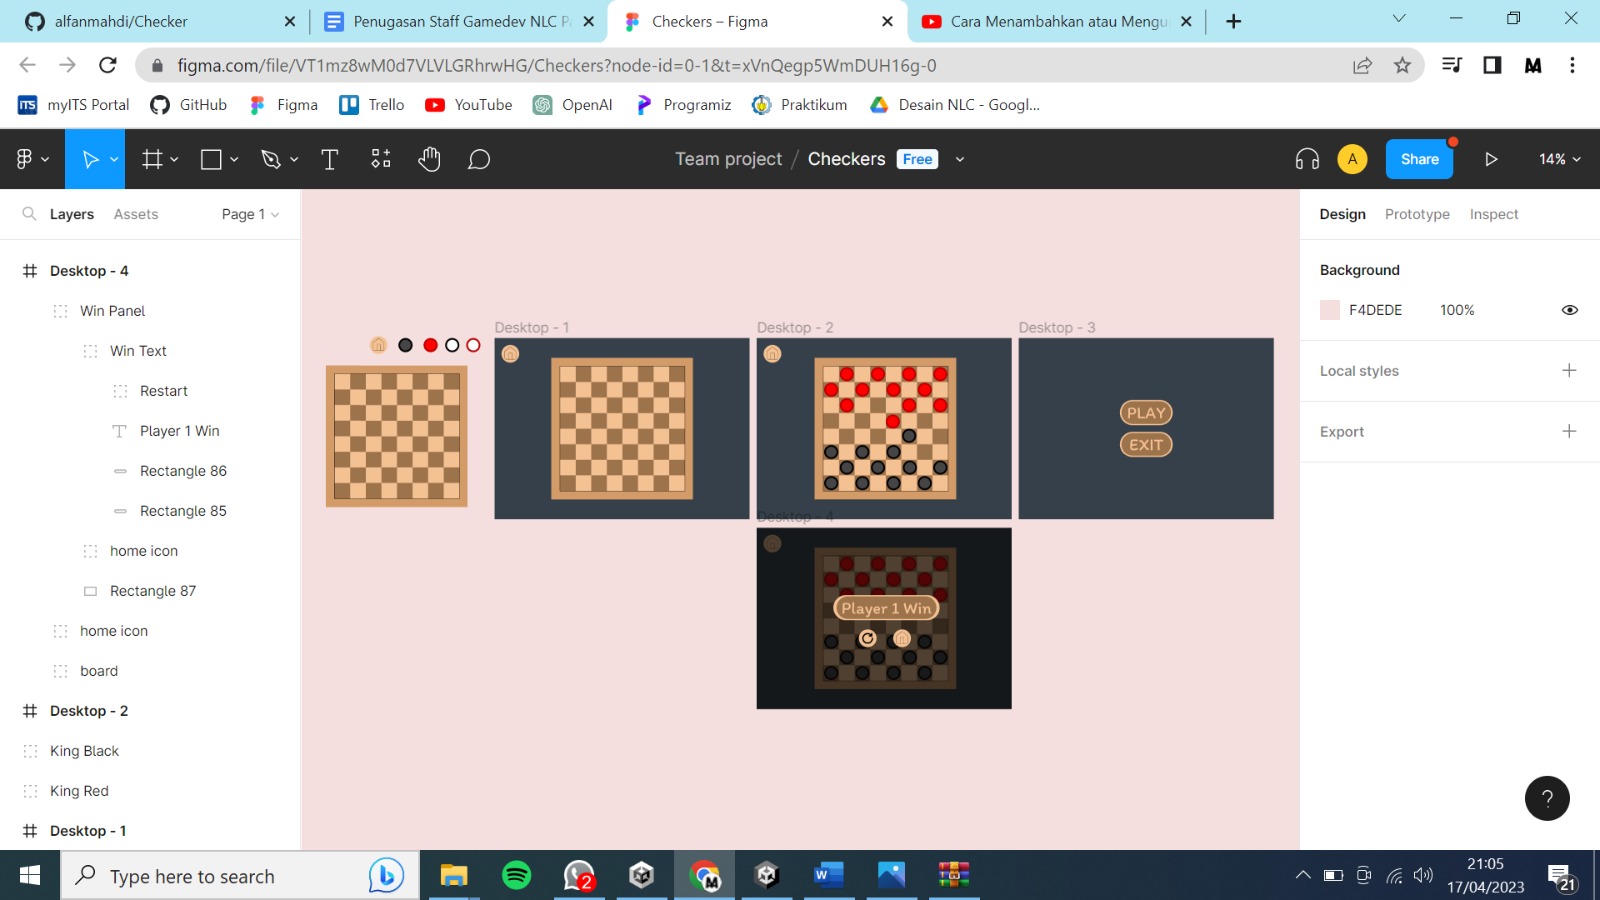 alfanmahdi/Checker
Penugasan Staff Gamedev NLC P
Checkers – Figma
Cara Menambahkan atau Mengu
figma.com/file/VT1mz8wM0d7VLVLGRhrwHG/Checkers?node-id=0-1&t=xVnQegp5WmDUH16g-0
myITS Portal GitHub Figma Trello YouTube OpenAI Programiz Praktikum Desain NLC - Googl...
Team project / Checkers Free
A
Share
14%
Layers Assets Page 1
Design Prototype Inspect
Desktop - 4
Win Panel
Win Text
Restart
Player 1 Win
Rectangle 86
Rectangle 85
home icon
Rectangle 87
home icon
board
Desktop - 2
King Black
King Red
Desktop - 1
Desktop - 1
Desktop - 2
Desktop - 3
PLAY
EXIT
Desktop - 4
Player 1 Win
Background
F4DEDE 100%
Local styles
Export
?
Type here to search
2
21:05
17/04/2023
21